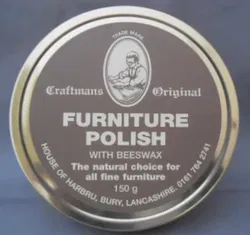 TRADE MARK
Craftmans Original
FURNITURE
POLISH
WITH BEESWAX
The natural choice for
all fine furniture
150 g
HOUSE OF HARBRU, BURY, LANCASHIRE. 0161 764 2741